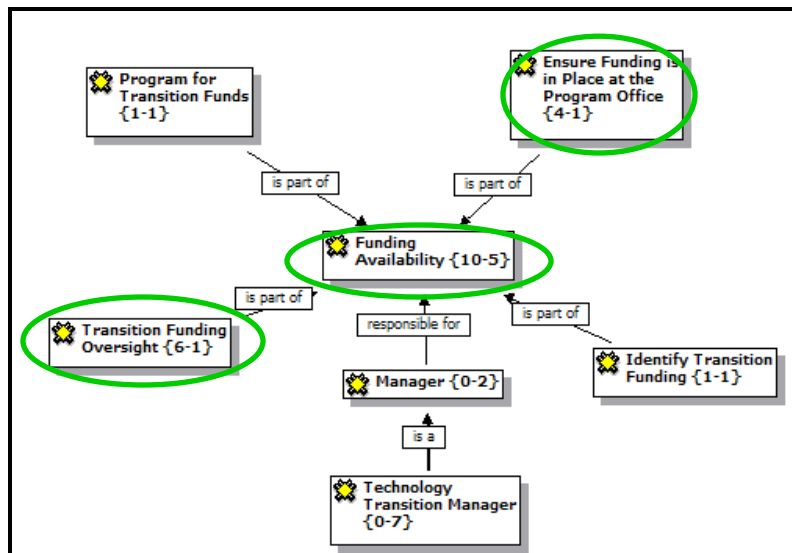 Program for
Transition Funds
{1-1}
Ensure Funding is
in Place at the
Program Office
{4-1}
is part of
is part of
Funding
Availability {10-5}
is part of
responsible for
is part of
Transition Funding
Oversight {6-1}
Manager {0-2}
Identify Transition
Funding {1-1}
is a
Technology
Transition Manager
{0-7}